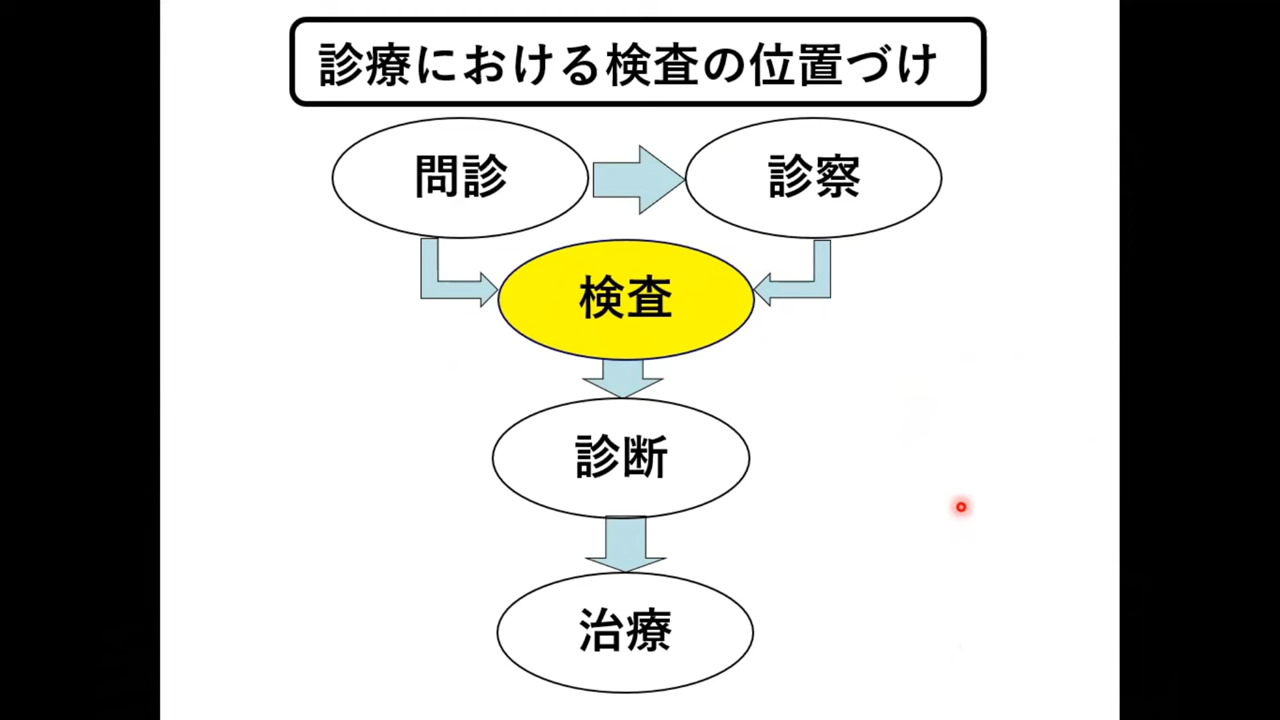 診療における検査の位置づけ
問診
診察
検査
診断
治療